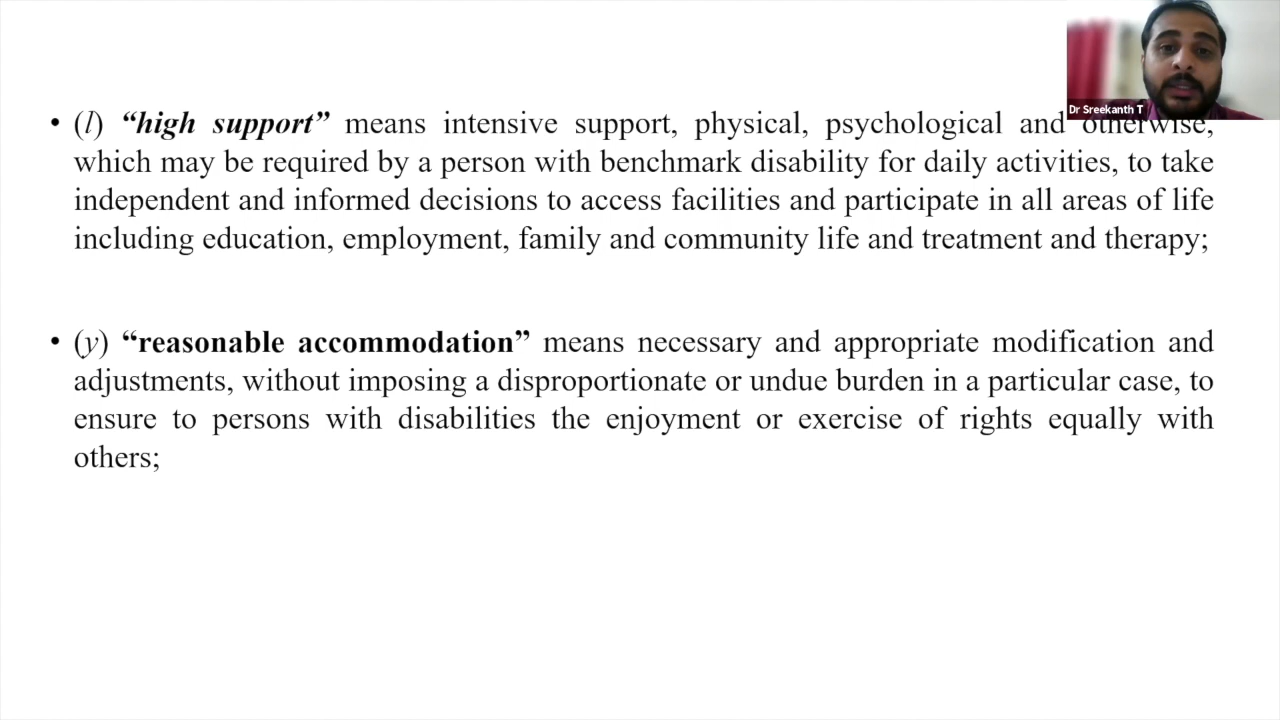 Dr Sreekanth T
• (l) “high support” means intensive support, physical, psychological and otherwise,
which may be required by a person with benchmark disability for daily activities, to take
independent and informed decisions to access facilities and participate in all areas of life
including education, employment, family and community life and treatment and therapy;
• (y) “reasonable accommodation” means necessary and appropriate modification and
adjustments, without imposing a disproportionate or undue burden in a particular case, to
ensure to persons with disabilities the enjoyment or exercise of rights equally with
others;